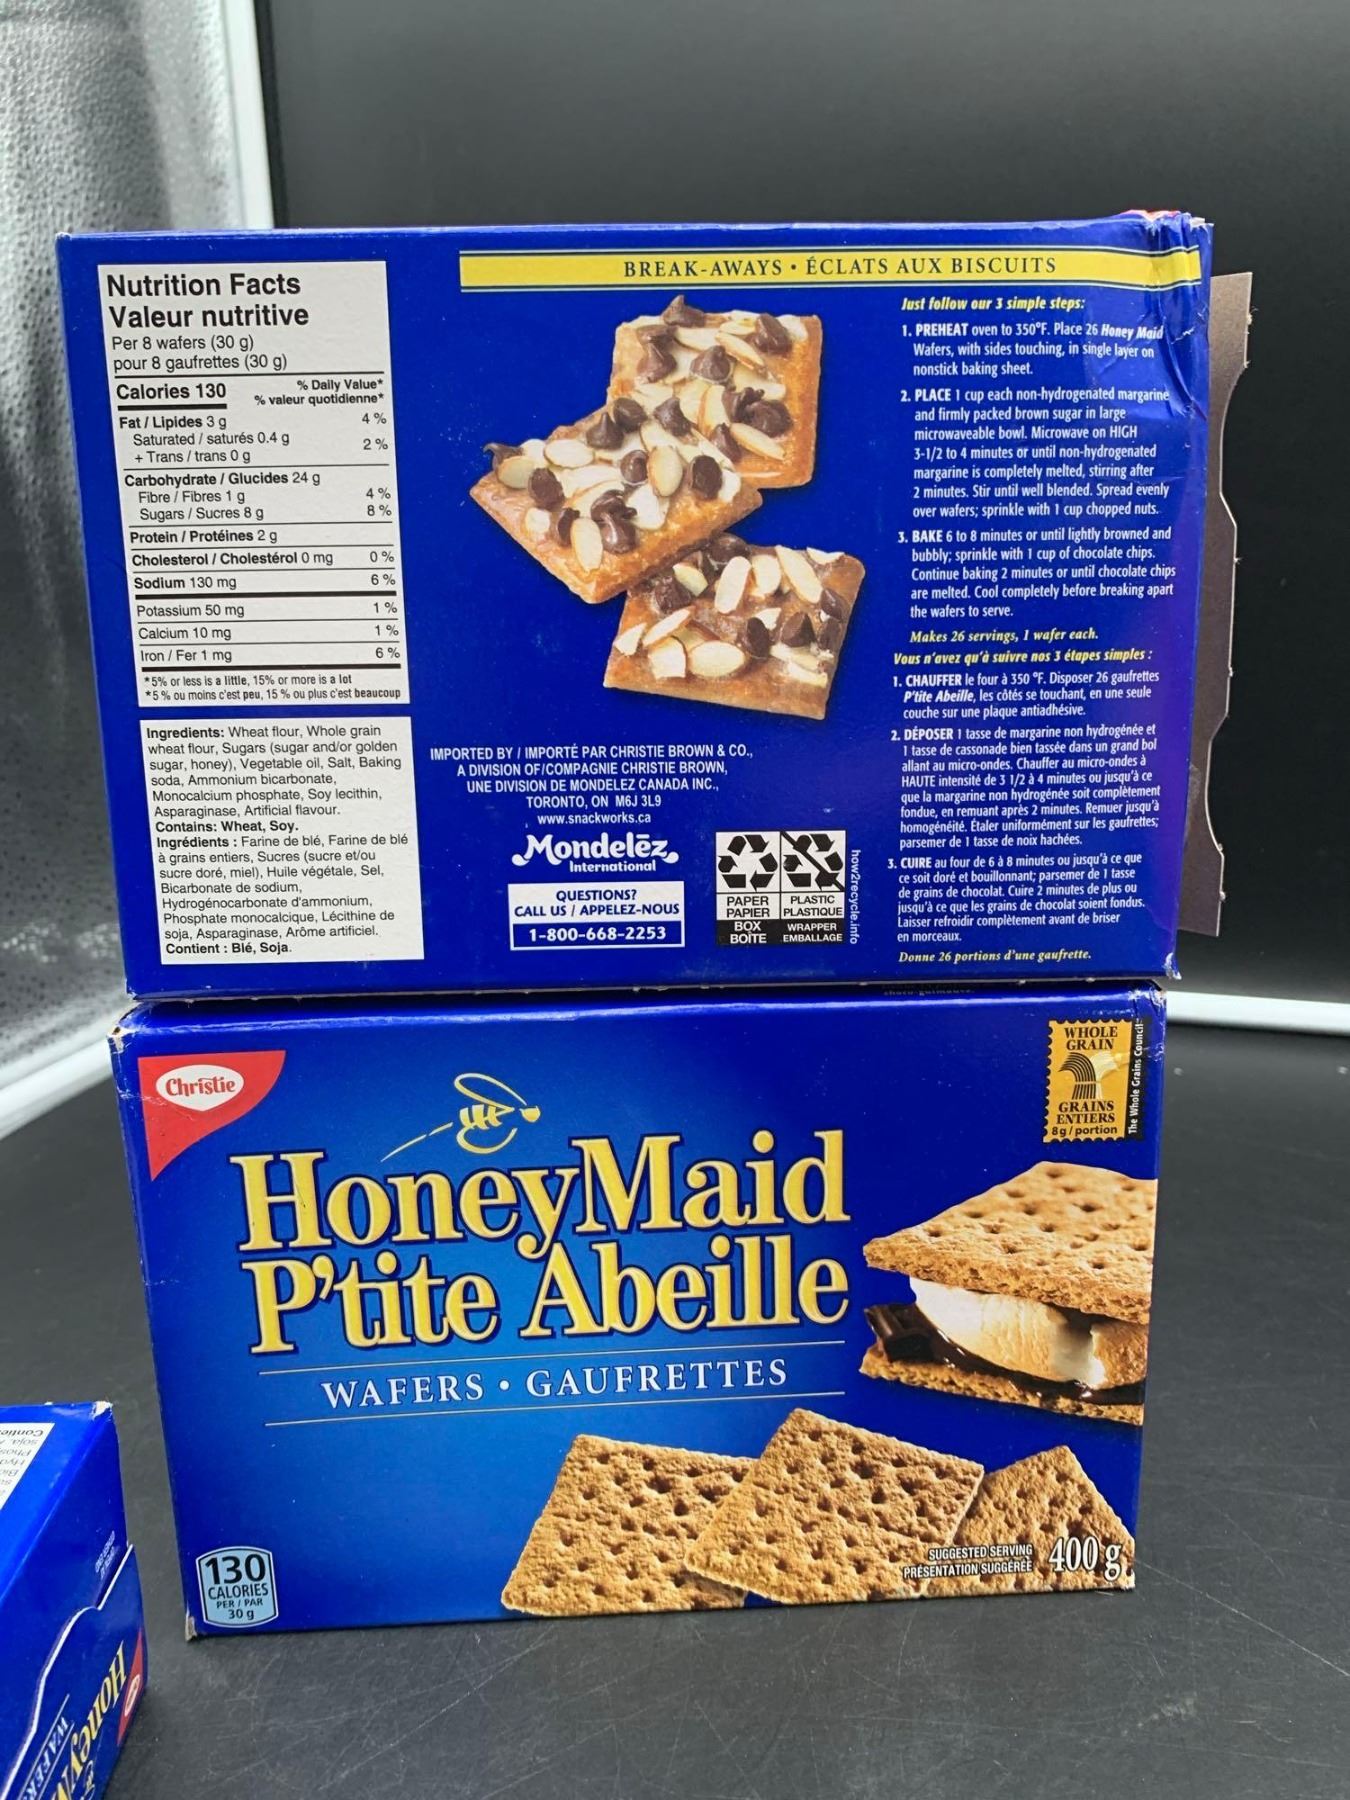 Nutrition Facts
Valeur nutritive
Per 8 wafers (30 g)
pour 8 gaufrettes (30 g)
Calories 130
% Daily Value*
% valeur quotidienne*
Fat / Lipides 3 g 4 %
Saturated / saturés 0.4 g
+ Trans / trans 0 g
2 %
Carbohydrate / Glucides 24 g
Fibre / Fibres 1 g 4 %
Sugars / Sucres 8 g 8 %
Protein / Protéines 2 g
Cholesterol / Cholestérol 0 mg 0 %
Sodium 130 mg 6 %
Potassium 50 mg 1 %
Calcium 10 mg 1 %
Iron / Fer 1 mg 6 %
*5% or less is a little, 15% or more is a lot
*5 % ou moins c'est peu, 15 % ou plus c'est beaucoup
Ingredients: Wheat flour, Whole grain
wheat flour, Sugars (sugar and/or golden
sugar, honey), Vegetable oil, Salt, Baking
soda, Ammonium bicarbonate,
Monocalcium phosphate, Soy lecithin,
Asparaginase, Artificial flavour.
Contains: Wheat, Soy.
Ingrédients : Farine de blé, Farine de blé
à grains entiers, Sucres (sucre et/ou
sucre doré, miel), Huile végétale, Sel,
Bicarbonate de sodium,
Hydrogénocarbonate d'ammonium,
Phosphate monocalcique, Lécithine de
soja, Asparaginase, Arôme artificiel.
Contient : Blé, Soja.
BREAK-AWAYS • ÉCLATS AUX BISCUITS
IMPORTED BY / IMPORTÉ PAR CHRISTIE BROWN & CO.,
A DIVISION OF/COMPAGNIE CHRISTIE BROWN,
UNE DIVISION DE MONDELEZ CANADA INC.,
TORONTO, ON M6J 3L9
www.snackworks.ca
Mondelēz
International
QUESTIONS?
CALL US / APPELEZ-NOUS
1-800-668-2253
PAPER
PAPIER
BOX
BOÎTE
PLASTIC
PLASTIQUE
WRAPPER
EMBALLAGE
how2recycle.info
Just follow our 3 simple steps:
1. PREHEAT oven to 350°F. Place 26 Honey Maid
Wafers, with sides touching, in single layer on
nonstick baking sheet.
2. PLACE 1 cup each non-hydrogenated margarine
and firmly packed brown sugar in large
microwaveable bowl. Microwave on HIGH
3-1/2 to 4 minutes or until non-hydrogenated
margarine is completely melted, stirring after
2 minutes. Stir until well blended. Spread evenly
over wafers; sprinkle with 1 cup chopped nuts.
3. BAKE 6 to 8 minutes or until lightly browned and
bubbly; sprinkle with 1 cup of chocolate chips.
Continue baking 2 minutes or until chocolate chips
are melted. Cool completely before breaking apart
the wafers to serve.
Makes 26 servings, 1 wafer each.
Vous n'avez qu'à suivre nos 3 étapes simples :
1. CHAUFFER le four à 350 °F. Disposer 26 gaufrettes
P'tite Abeille, les côtés se touchant, en une seule
couche sur une plaque antiadhésive.
2. DÉPOSER 1 tasse de margarine non hydrogénée et
1 tasse de cassonade bien tassée dans un grand bol
allant au micro-ondes. Chauffer au micro-ondes à
HAUTE intensité de 3 1/2 à 4 minutes ou jusqu'à ce
que la margarine non hydrogénée soit complètement
fondue, en remuant après 2 minutes. Remuer jusqu'à
homogénéité. Étaler uniformément sur les gaufrettes;
parsemer de 1 tasse de noix hachées.
3. CUIRE au four de 6 à 8 minutes ou jusqu'à ce que
ce soit doré et bouillonnant; parsemer de 1 tasse
de grains de chocolat. Cuire 2 minutes de plus ou
jusqu'à ce que les grains de chocolat soient fondus.
Laisser refroidir complètement avant de briser
en morceaux.
Donne 26 portions d'une gaufrette.
Christie
WHOLE
GRAIN
GRAINS
ENTIERS
8g / portion
The Whole Grains Council
HoneyMaid
P'tite Abeille
WAFERS • GAUFRETTES
130
CALORIES
PER / PAR
30 g
SUGGESTED SERVING
PRÉSENTATION SUGGÉRÉE
400 g